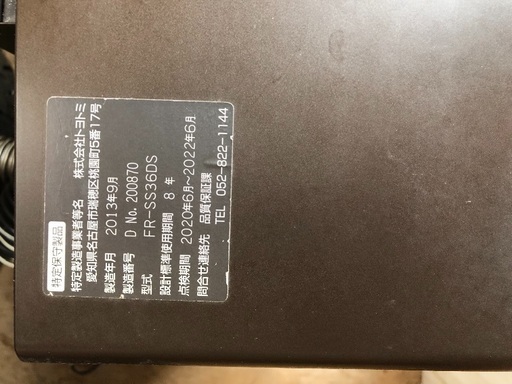 特定保守製品
特定製造事業者等名 株式会社トヨトミ
愛知県名古屋市瑞穂区桃園町5番17号
製造年月 2013年9月
製造番号 D No. 200870
型式 FR-SS36DS
設計標準使用期間 8 年
点検期間 2020年6月～2022年6月
問合せ連絡先 品質保証課
TEL 052-822-1144